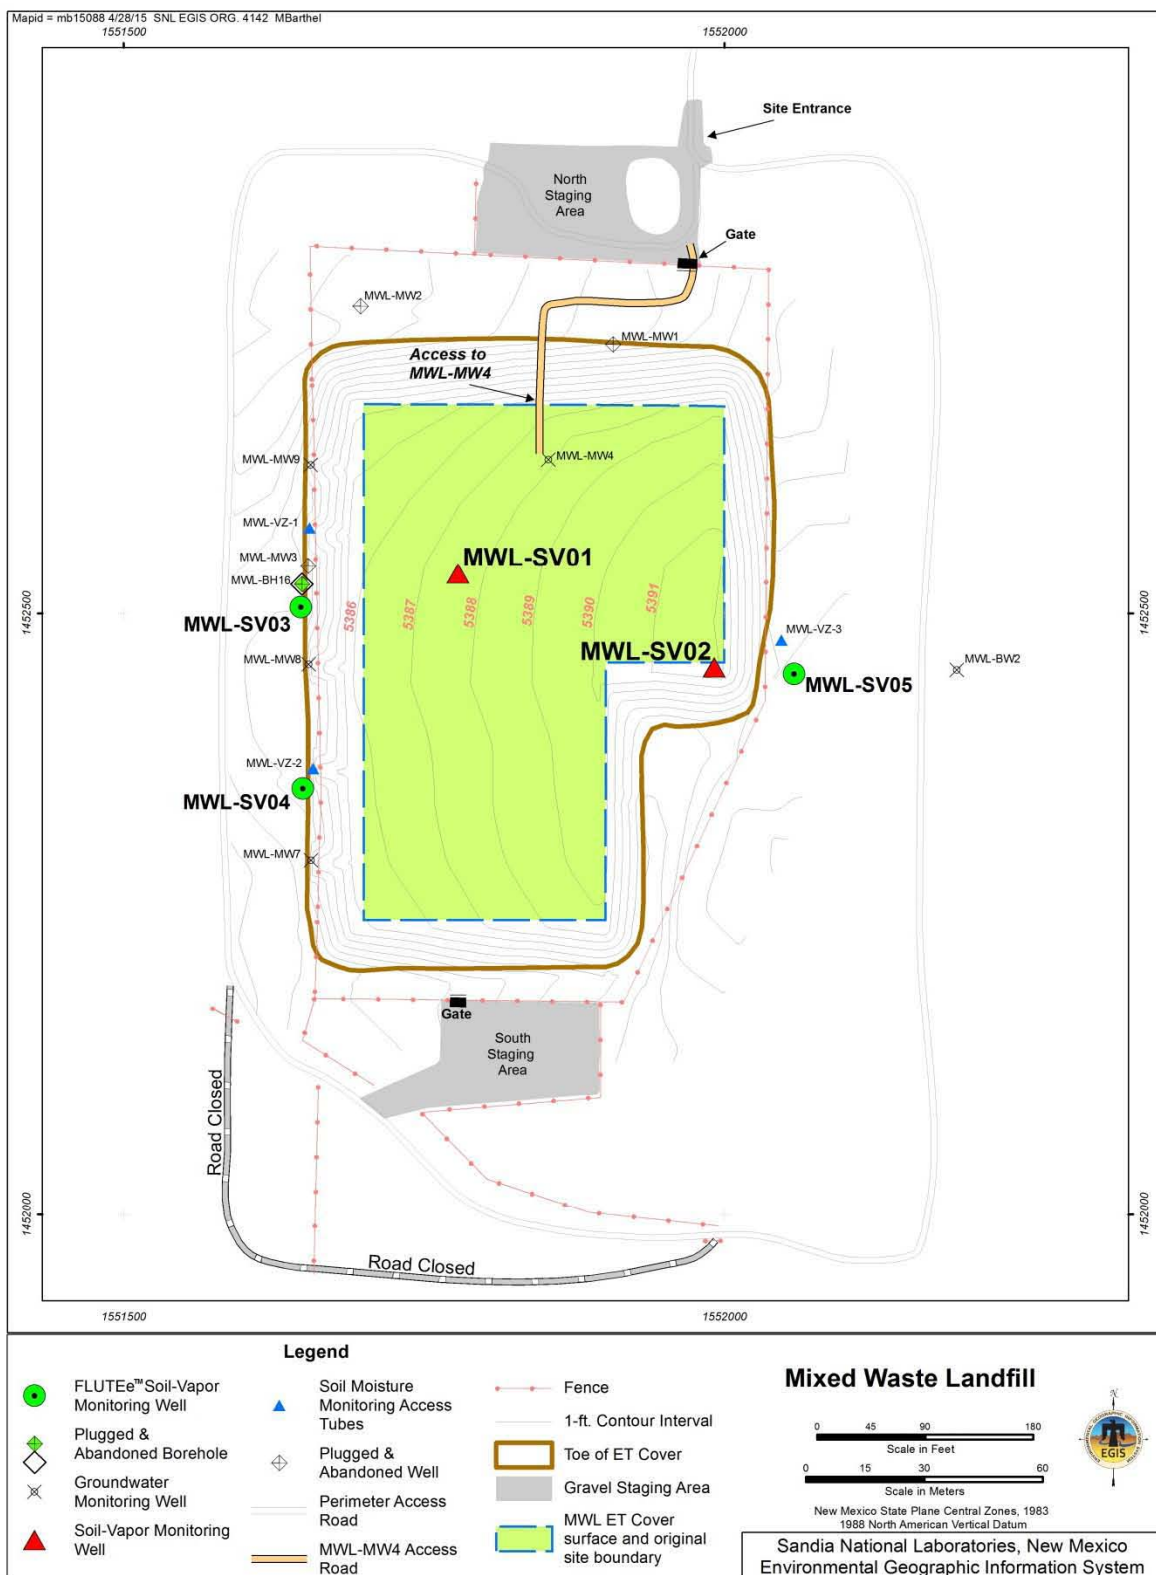 Mapid = mb15088 4/28/15 SNL EGIS ORG. 4142 MBarthel
1551500
1552000
Site Entrance
North
Staging
Area
Gate
MWL-MW2
MWL-MW1
Access to
MWL-MW4
MWL-MW9
MWL-MW4
MWL-VZ-1
MWL-SV01
MWL-MW3
MWL-BH16
5386
5387
5388
5389
5390
5391
1452500
1452500
MWL-SV03
MWL-VZ-3
MWL-SV02
MWL-MW8
MWL-BW2
MWL-SV05
MWL-VZ-2
MWL-SV04
MWL-MW7
Gate
South
Staging
Area
Road Closed
1452000
1452000
Road Closed
1551500
1552000
Legend
FLUTEe™Soil-Vapor
Monitoring Well
Plugged &
Abandoned Borehole
Groundwater
Monitoring Well
Soil-Vapor Monitoring
Well
Soil Moisture
Monitoring Access
Tubes
Plugged &
Abandoned Well
Perimeter Access
Road
MWL-MW4 Access
Road
Fence
1-ft. Contour Interval
Toe of ET Cover
Gravel Staging Area
MWL ET Cover
surface and original
site boundary
Mixed Waste Landfill
0 45 90 180
Scale in Feet
0 15 30 60
Scale in Meters
N
EGIS
New Mexico State Plane Central Zones, 1983
1988 North American Vertical Datum
Sandia National Laboratories, New Mexico
Environmental Geographic Information System